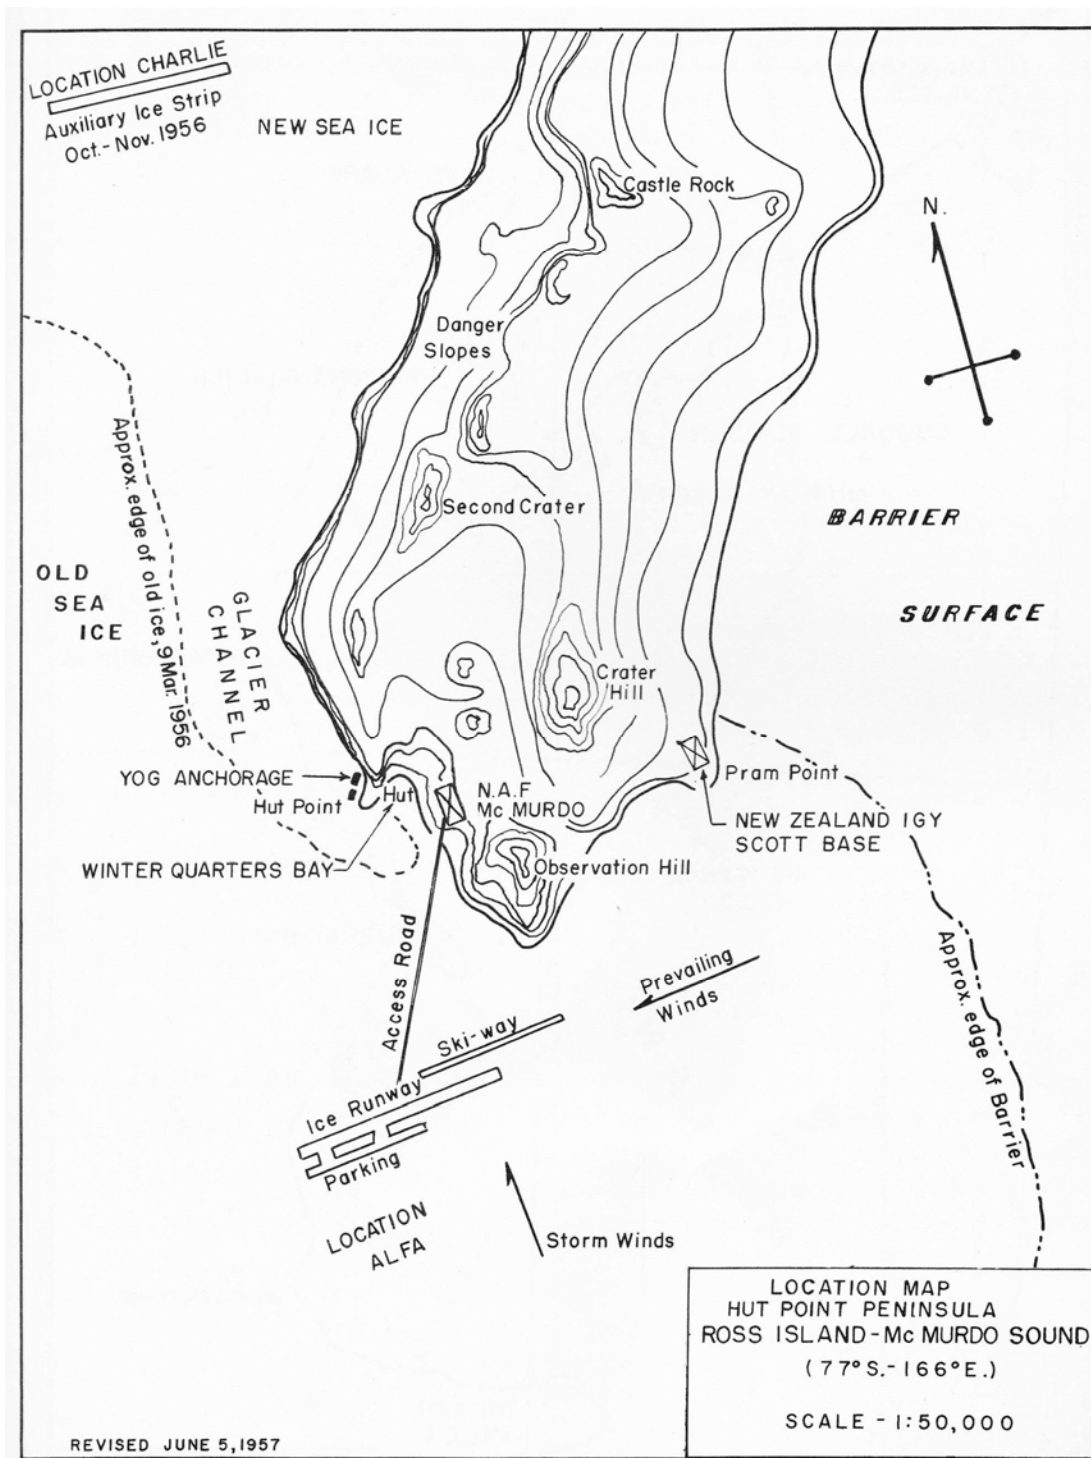 LOCATION CHARLIE
Auxiliary Ice Strip
Oct.-Nov. 1956
NEW SEA ICE
Castle Rock
N.
Danger
Slopes
Second Crater
BARRIER
SURFACE
OLD
SEA
ICE
Approx. edge of old ice, 9 Mar. 1956
GLACIER
CHANNEL
Crater
Hill
YOG ANCHORAGE
Hut Point
Hut
N.A.F
Mc MURDO
Pram Point
NEW ZEALAND IGY
SCOTT BASE
WINTER QUARTERS BAY
Observation Hill
Access Road
Prevailing
Winds
Ski-way
Ice Runway
Parking
Approx. edge of Barrier
LOCATION
ALFA
Storm Winds
LOCATION MAP
HUT POINT PENINSULA
ROSS ISLAND-Mc MURDO SOUND
(77°S.-166°E.)
SCALE - 1:50,000
REVISED JUNE 5, 1957